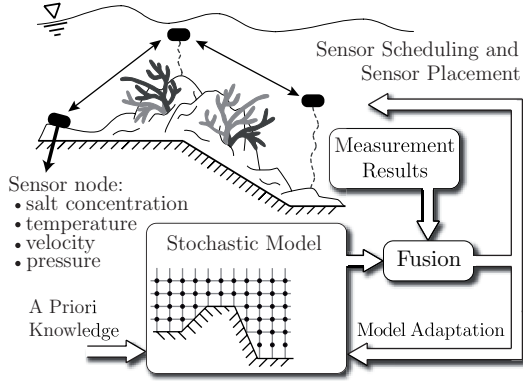 Sensor Scheduling and
Sensor Placement
Measurement
Results
Sensor node:
• salt concentration
• temperature
• velocity
• pressure
Stochastic Model
Fusion
A Priori
Knowledge
Model Adaptation